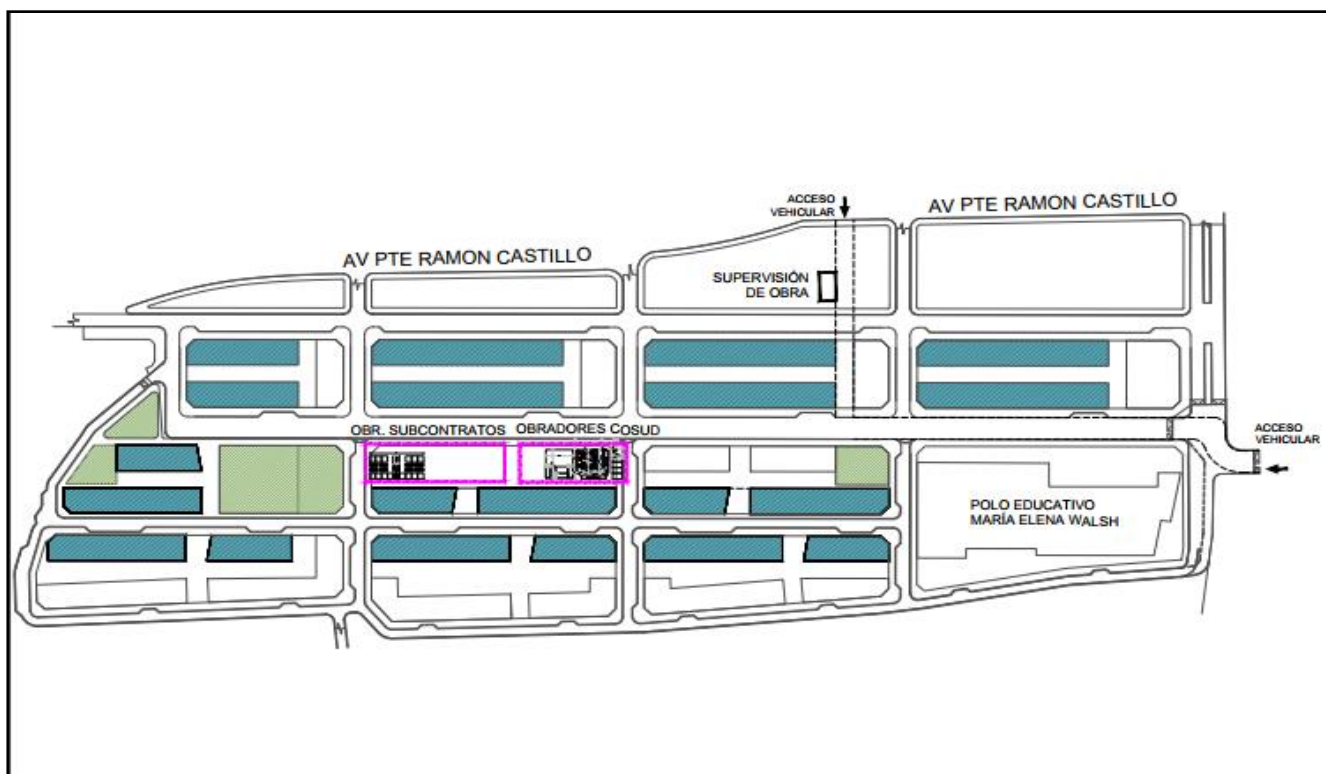 ACCESO
VEHICULAR
AV PTE RAMON CASTILLO
AV PTE RAMON CASTILLO
SUPERVISIÓN
DE OBRA
OBR. SUBCONTRATOS
OBRADORES COSUD
ACCESO
VEHICULAR
POLO EDUCATIVO
MARÍA ELENA WALSH